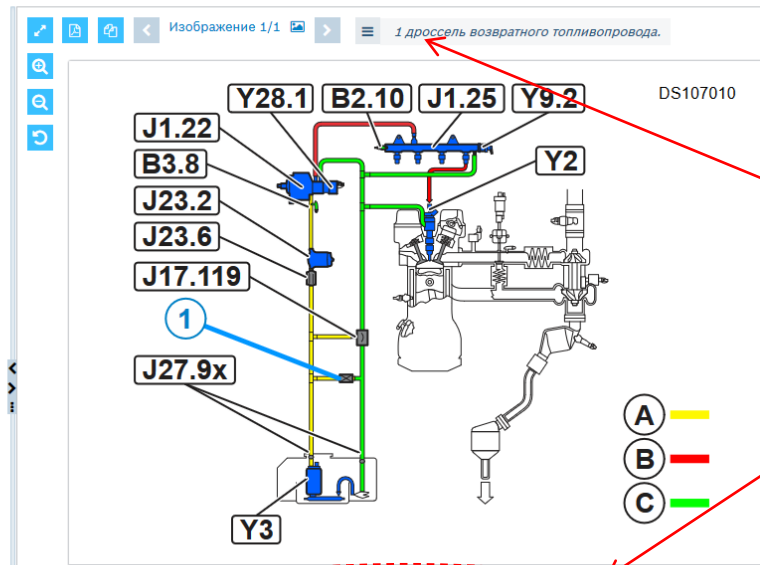 Изображение 1/1
1 дроссель возвратного топливопровода.
DS107010
Y28.1 B2.10 J1.25 Y9.2
J1.22
B3.8
Y2
J23.2
J23.6
J17.119
1
J27.9x
A
B
C
Y3